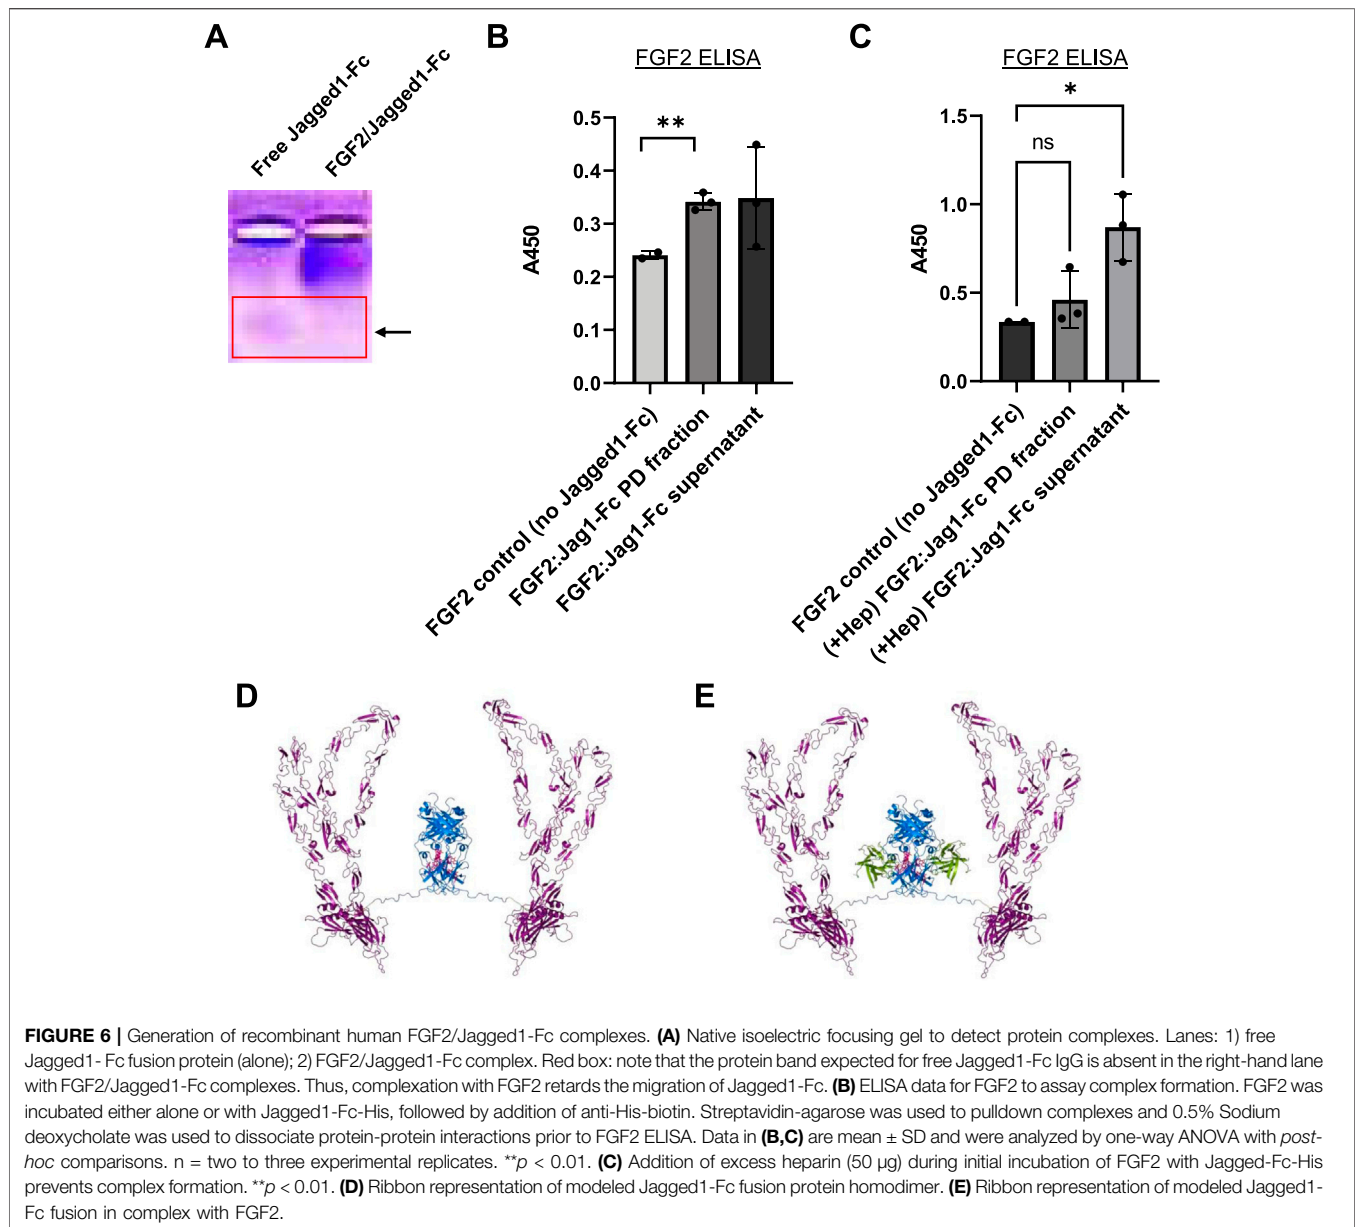 A
Free Jagged1-Fc
FGF2/Jagged1-Fc
B
FGF2 ELISA
0.5
0.4
0.3
0.2
0.1
0.0
A450
**
FGF2 control (no Jagged1-Fc)
FGF2:Jag1-Fc PD fraction
FGF2:Jag1-Fc supernatant
C
FGF2 ELISA
1.5
1.0
0.5
0.0
A450
*
ns
FGF2 control (no Jagged1-Fc)
(+Hep) FGF2:Jag1-Fc PD fraction
(+Hep) FGF2:Jag1-Fc supernatant
D
E
FIGURE 6 | Generation of recombinant human FGF2/Jagged1-Fc complexes. (A) Native isoelectric focusing gel to detect protein complexes. Lanes: 1) free
Jagged1- Fc fusion protein (alone); 2) FGF2/Jagged1-Fc complex. Red box: note that the protein band expected for free Jagged1-Fc IgG is absent in the right-hand lane
with FGF2/Jagged1-Fc complexes. Thus, complexation with FGF2 retards the migration of Jagged1-Fc. (B) ELISA data for FGF2 to assay complex formation. FGF2 was
incubated either alone or with Jagged1-Fc-His, followed by addition of anti-His-biotin. Streptavidin-agarose was used to pulldown complexes and 0.5% Sodium
deoxycholate was used to dissociate protein-protein interactions prior to FGF2 ELISA. Data in (B,C) are mean ± SD and were analyzed by one-way ANOVA with post-
hoc comparisons. n = two to three experimental replicates. **p < 0.01. (C) Addition of excess heparin (50 µg) during initial incubation of FGF2 with Jagged-Fc-His
prevents complex formation. **p < 0.01. (D) Ribbon representation of modeled Jagged1-Fc fusion protein homodimer. (E) Ribbon representation of modeled Jagged1-
Fc fusion in complex with FGF2.